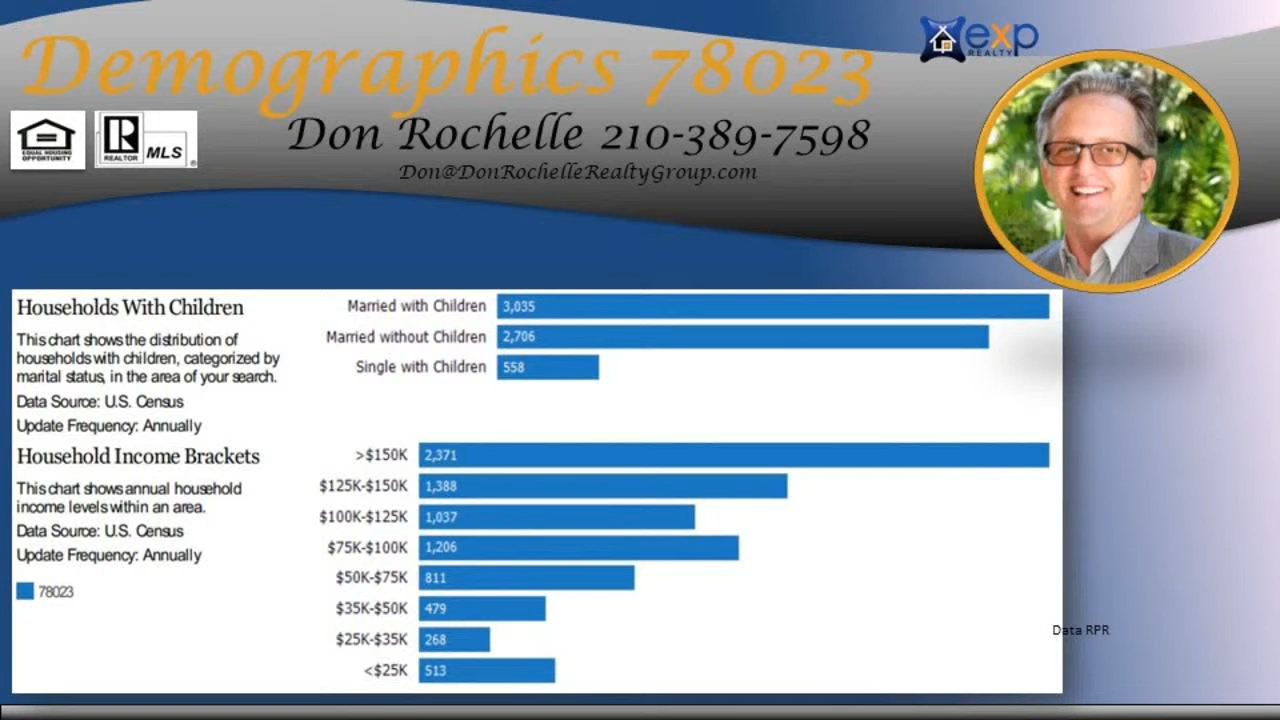 Demographics 78023
exp
REALTY
Don Rochelle 210-389-7598
EQUAL HOUSING
OPPORTUNITY
R
REALTOR
MLS
®
Don@DonRochelleRealtyGroup.com
Households With Children
This chart shows the distribution of
households with children, categorized by
marital status, in the area of your search.
Data Source: U.S. Census
Update Frequency: Annually
Married with Children 3,035
Married without Children 2,706
Single with Children 558
Household Income Brackets
This chart shows annual household
income levels within an area.
Data Source: U.S. Census
Update Frequency: Annually
78023
>$150K 2,371
$125K-$150K 1,388
$100K-$125K 1,037
$75K-$100K 1,206
$50K-$75K 811
$35K-$50K 479
$25K-$35K 268
<$25K 513
Data RPR